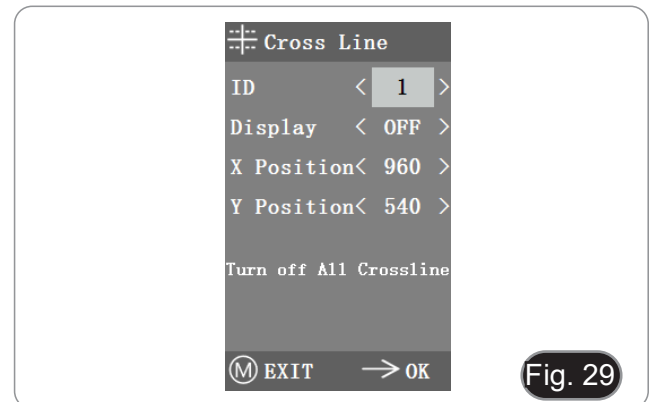 Cross Line
ID < 1 >
Display < OFF >
X Position< 960 >
Y Position< 540 >
Turn off All Crossline
M EXIT → OK
Fig. 29